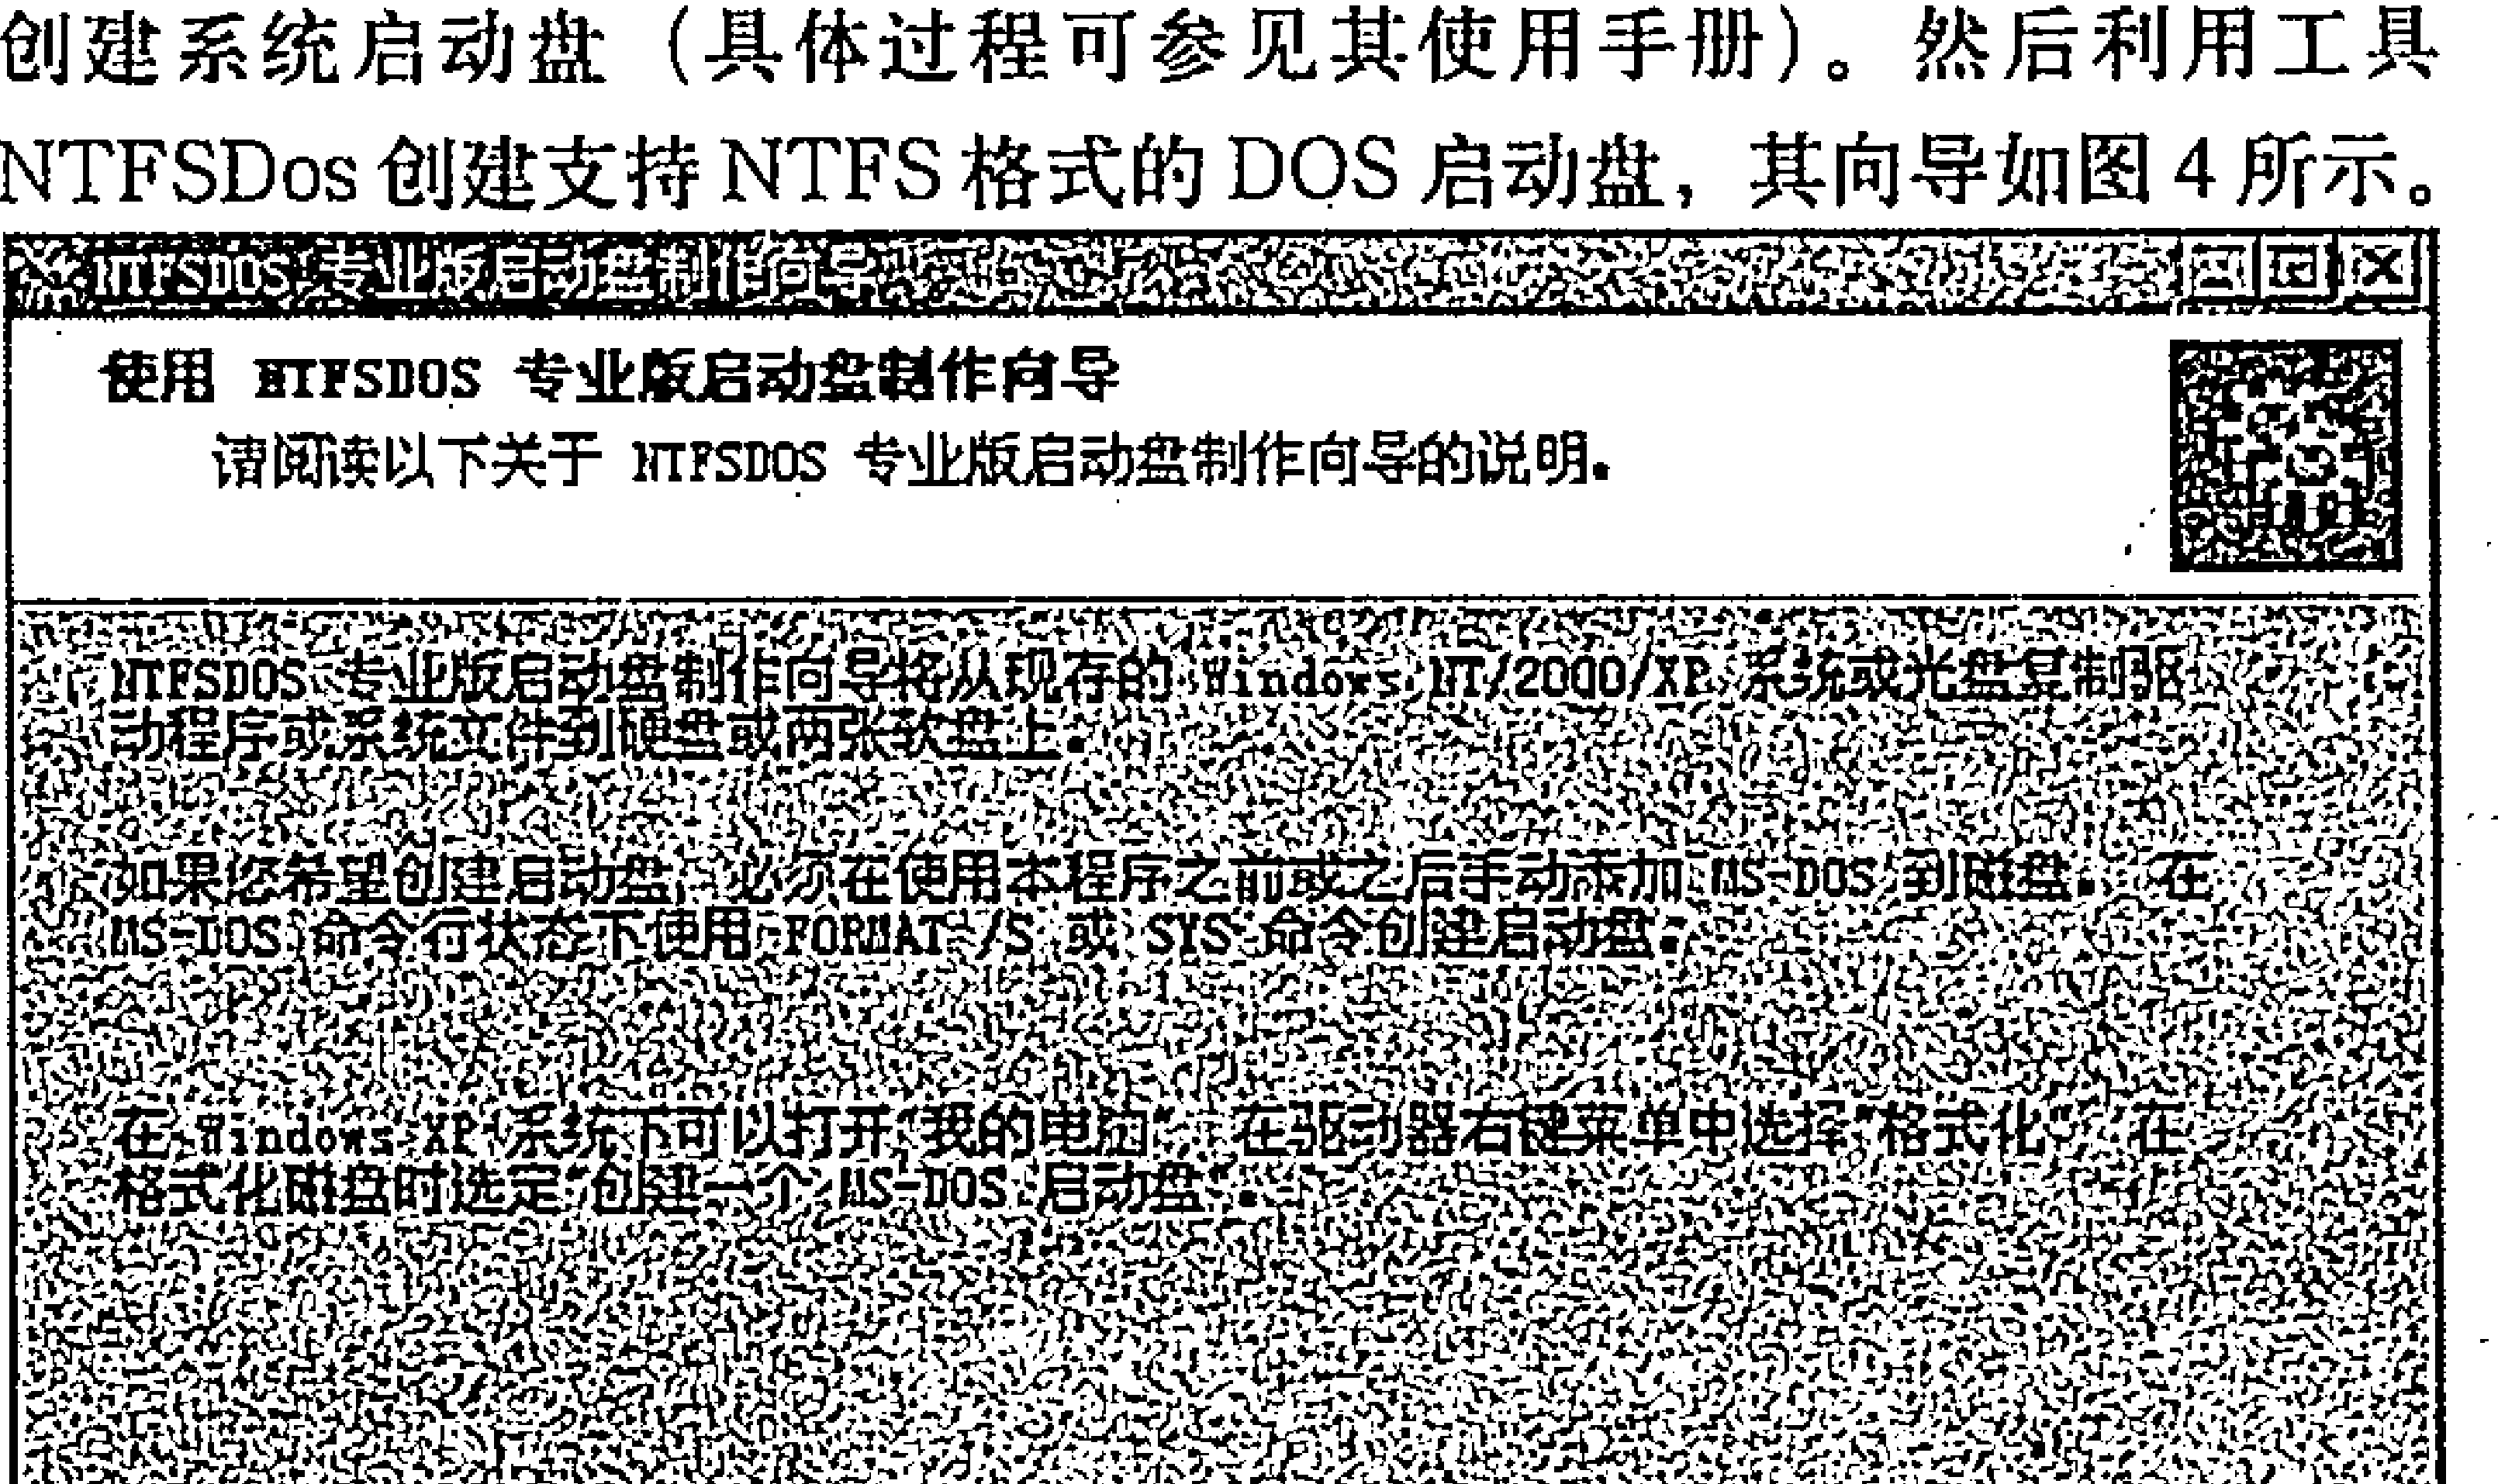 创建系统启动盘（具体过程可参见其使用手册）。然后利用工具
NTFSDos 创建支持 NTFS 格式的 DOS 启动盘，其向导如图 4 所示。
NTFSDOS 专业版启动盘制作向导
使用 NTFSDOS 专业版启动盘制作向导
请阅读以下关于 NTFSDOS 专业版启动盘制作向导的说明。
NTFSDOS 专业版启动盘制作向导将从现存的 Windows NT/2000/XP 系统或光盘复制驱
动程序或系统文件到硬盘或两张软盘上。
如果您希望创建启动盘，必须在使用本程序之前或之后手动添加 MS-DOS 到磁盘。 在
MS-DOS 命令行状态下使用 FORMAT /S 或 SYS 命令创建启动盘。
在 Windows XP 系统下可以打开“我的电脑”，在驱动器右键菜单中选择“格式化”，在
格式化磁盘时选定“创建一个 MS-DOS 启动盘”。